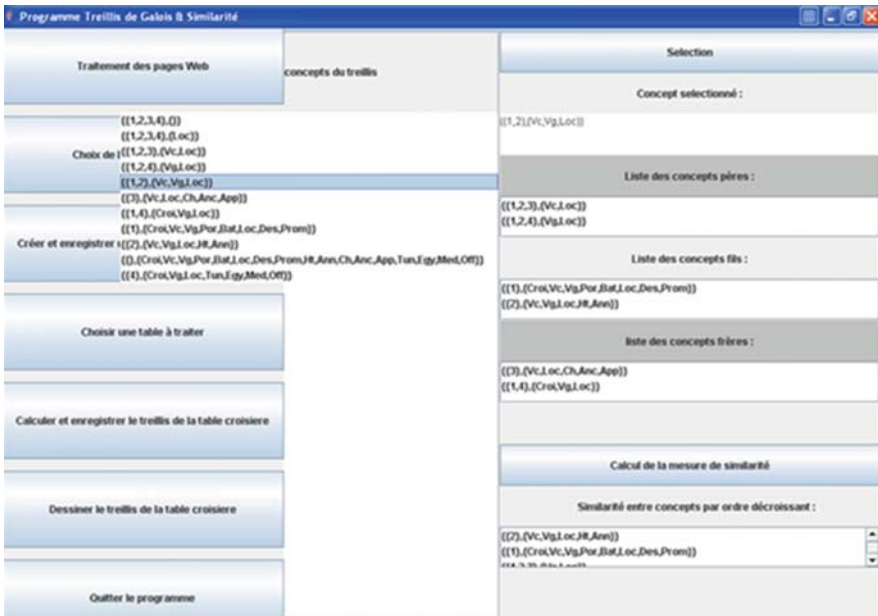 Programme Treillis de Galois & Similarité
Traitement des pages Web
Choix de
Créer et enregistrer
Choisir une table à traiter
Calculer et enregistrer le treillis de la table croisiere
Dessiner le treillis de la table croisiere
Quitter le programme
concepts du treillis
((1,2,3,4),())
((1,2,3,4),(Loc))
((1,2,3),(Vc,Loc))
((1,2,4),(Vg,Loc))
((1,2),(Vc,Vg,Loc))
((3),(Vc,Loc,Ch,Anc,App))
((1,4),(Croi,Vg,Loc))
((1),(Croi,Vc,Vg,Por,Bat,Loc,Des,Prom))
((2),(Vc,Vg,Loc,Ht,Ann))
((),(Croi,Vc,Vg,Por,Bat,Loc,Des,Prom,Ht,Ann,Ch,Anc,App,Tun,Egy,Med,Off))
((4),(Croi,Vg,Loc,Tun,Egy,Med,Off))
Selection
Concept selectionné :
((1,2),(Vc,Vg,Loc))
Liste des concepts pères :
((1,2,3),(Vc,Loc))
((1,2,4),(Vg,Loc))
Liste des concepts fils :
((1),(Croi,Vc,Vg,Por,Bat,Loc,Des,Prom))
((2),(Vc,Vg,Loc,Ht,Ann))
liste des concepts frères :
((3),(Vc,Loc,Ch,Anc,App))
((1,4),(Croi,Vg,Loc))
Calcul de la mesure de similarité
Similarité entre concepts par ordre décroissant :
((2),(Vc,Vg,Loc,Ht,Ann))
((1),(Croi,Vc,Vg,Por,Bat,Loc,Des,Prom))